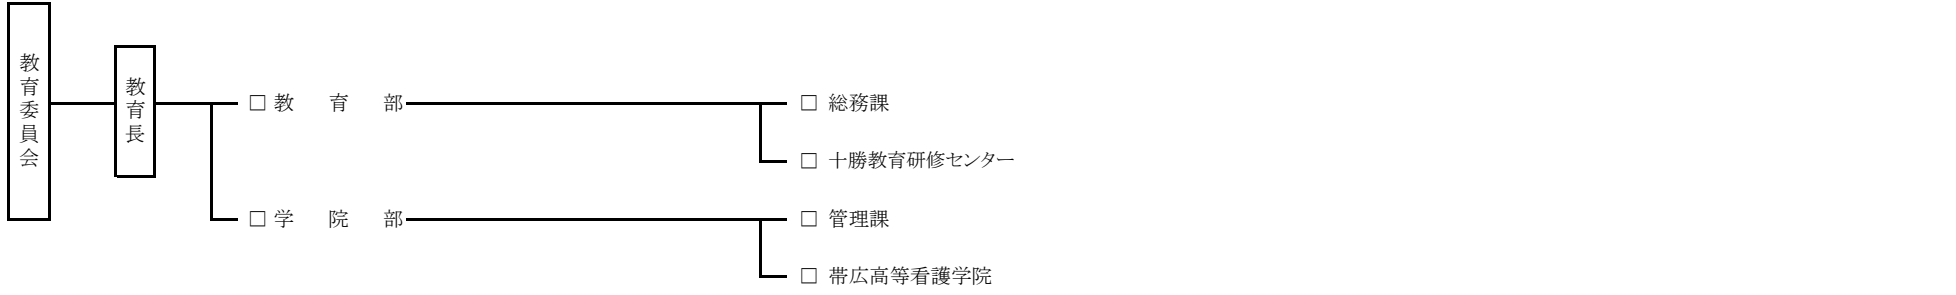 教育委員会
教育長
□ 教育部
□ 総務課
□ 十勝教育研修センター
□ 学院部
□ 管理課
□ 帯広高等看護学院